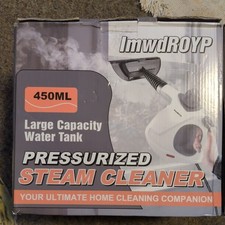 ImwdROYP
450ML
Large Capacity
Water Tank
PRESSURIZED
STEAM CLEANER
YOUR ULTIMATE HOME CLEANING COMPANION